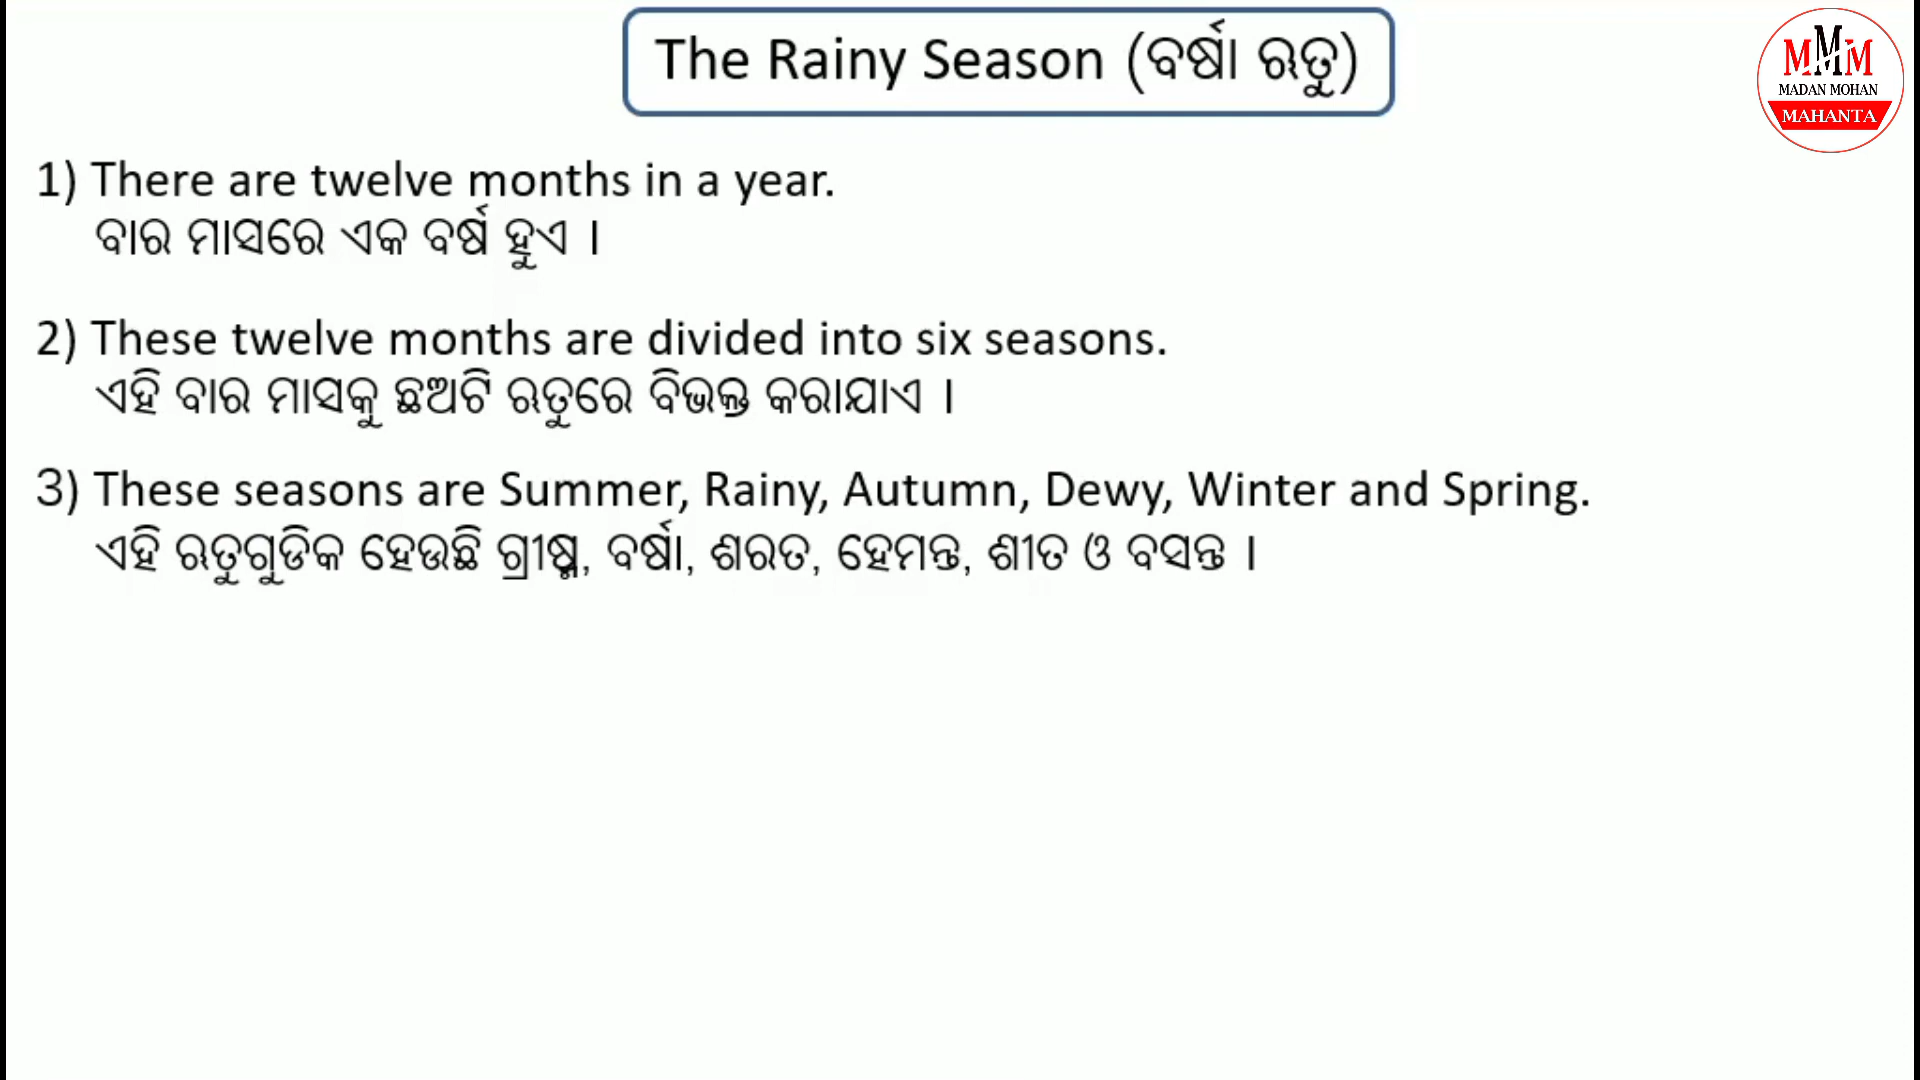 The Rainy Season (ବର୍ଷା ଋତୁ)
MMM
MADAN MOHAN
MAHANTA
1) There are twelve months in a year.
ବାର ମାସରେ ଏକ ବର୍ଷ ହୁଏ ।
2) These twelve months are divided into six seasons.
ଏହି ବାର ମାସକୁ ଛଅଟି ଋତୁରେ ବିଭକ୍ତ କରାଯାଏ ।
3) These seasons are Summer, Rainy, Autumn, Dewy, Winter and Spring.
ଏହି ଋତୁଗୁଡିକ ହେଉଛି ଗ୍ରୀଷ୍ମ, ବର୍ଷା, ଶରତ, ହେମନ୍ତ, ଶୀତ ଓ ବସନ୍ତ ।